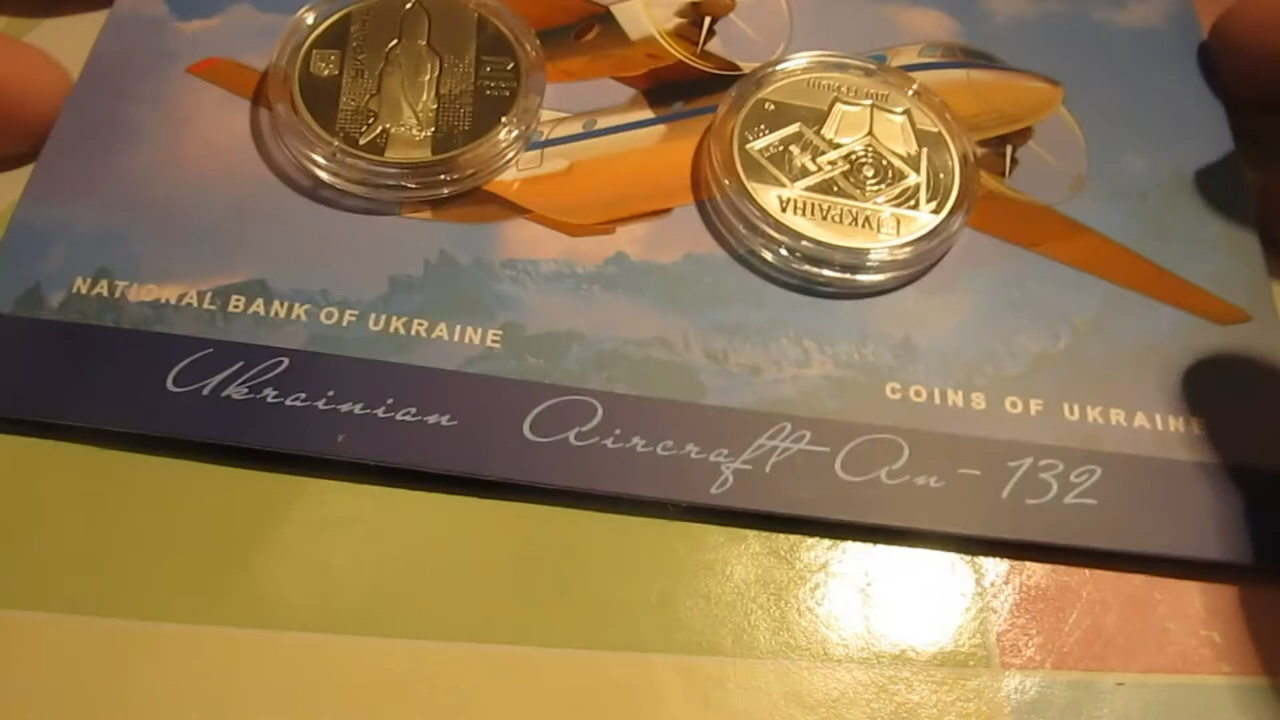 УКРАЇНА
NATIONAL BANK OF UKRAINE
COINS OF UKRAINE
Ukrainian Aircraft An-132